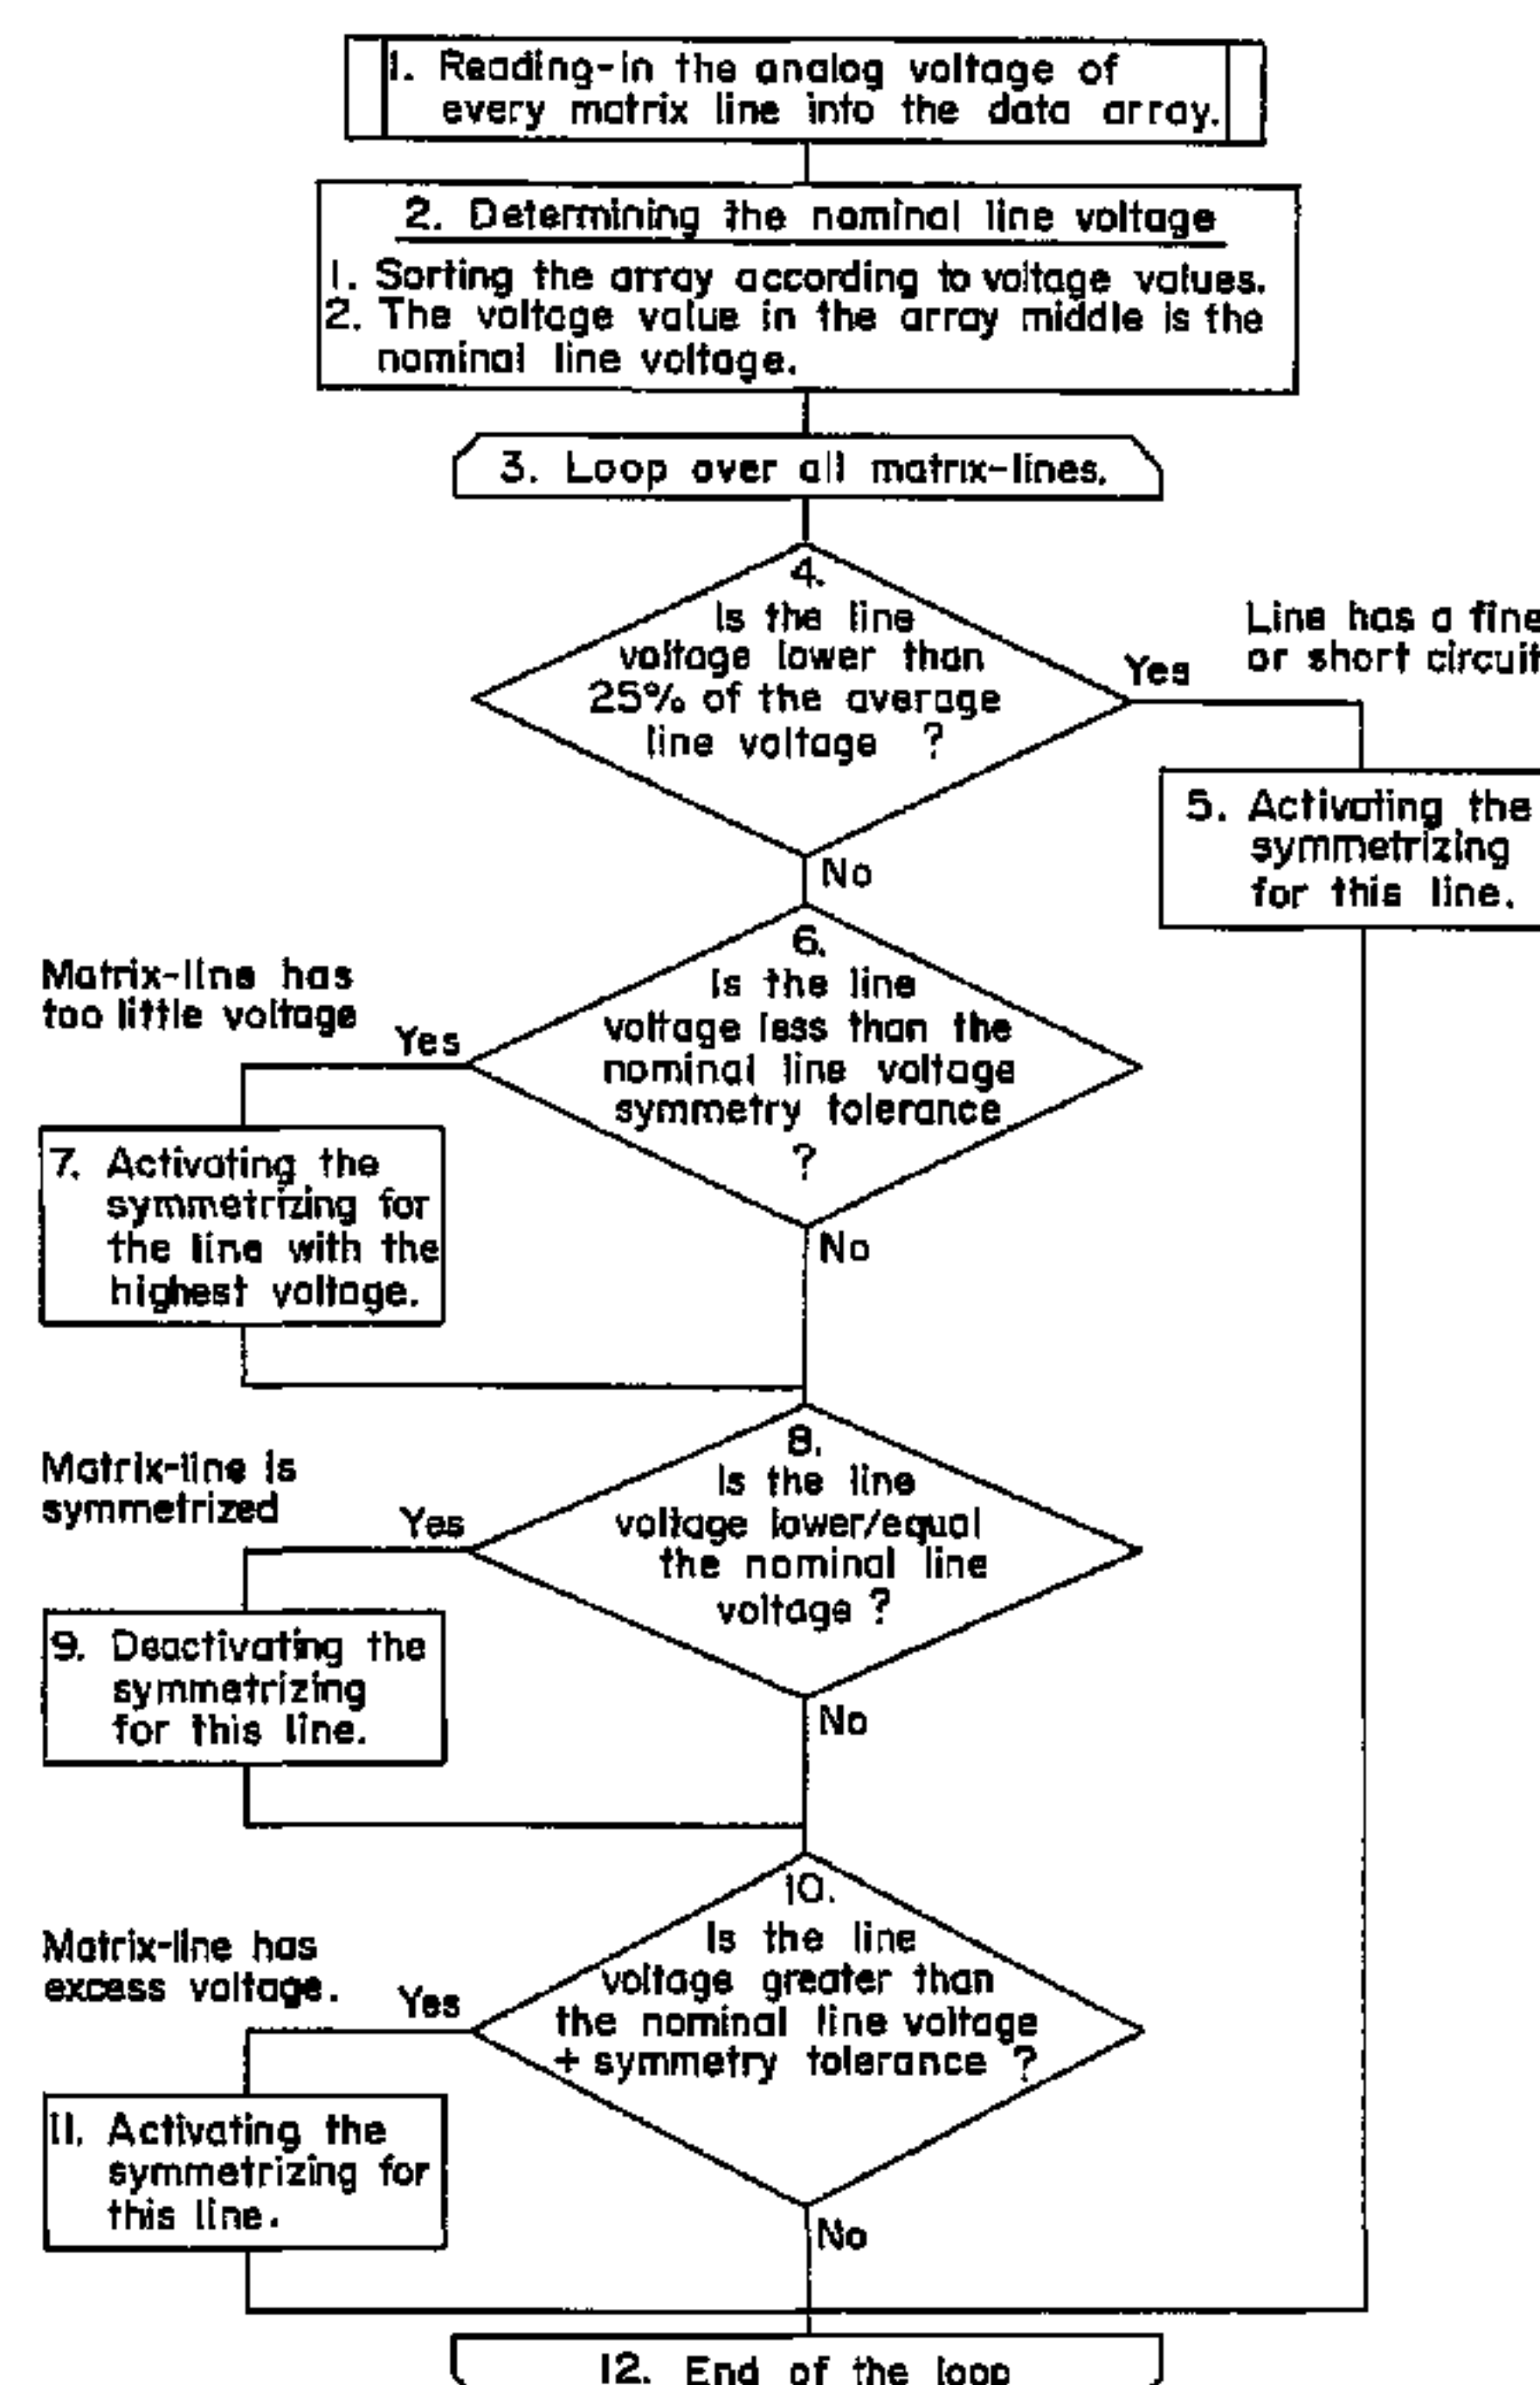 1. Reading-in the analog voltage of
every matrix line into the data array.
2. Determining the nominal line voltage
1. Sorting the array according to voltage values.
2. The voltage value in the array middle is the
nominal line voltage.
3. Loop over all matrix-lines.
4.
Is the line
voltage lower than
25% of the average
line voltage ?
Yes
Line has a fine
or short circuit
No
5. Activating the
symmetrizing
for this line.
6.
Is the line
voltage less than the
nominal line voltage
symmetry tolerance
?
Matrix-line has
too little voltage
Yes
7. Activating the
symmetrizing for
the line with the
highest voltage.
No
8.
Is the line
voltage lower/equal
the nominal line
voltage ?
Matrix-line is
symmetrized
Yes
9. Deactivating the
symmetrizing
for this line.
No
10.
Is the line
voltage greater than
the nominal line voltage
+ symmetry tolerance ?
Matrix-line has
excess voltage.
Yes
11. Activating the
symmetrizing for
this line.
No
12. End of the loop